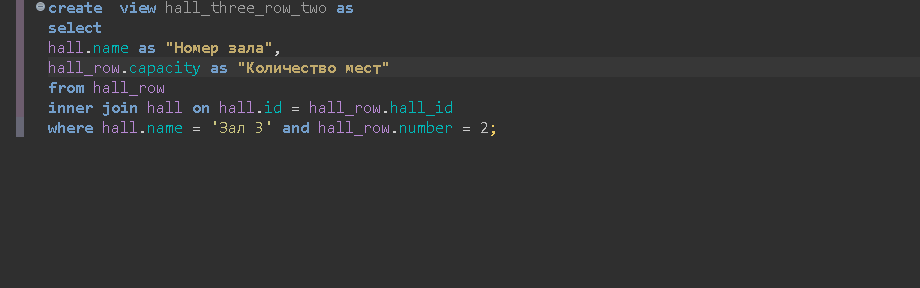 create  view hall_three_row_two as
select
hall.name as "Номер зала",
hall_row.capacity as "Количество мест"
from hall_row
inner join hall on hall.id = hall_row.hall_id
where hall.name = 'Зал 3' and hall_row.number = 2;